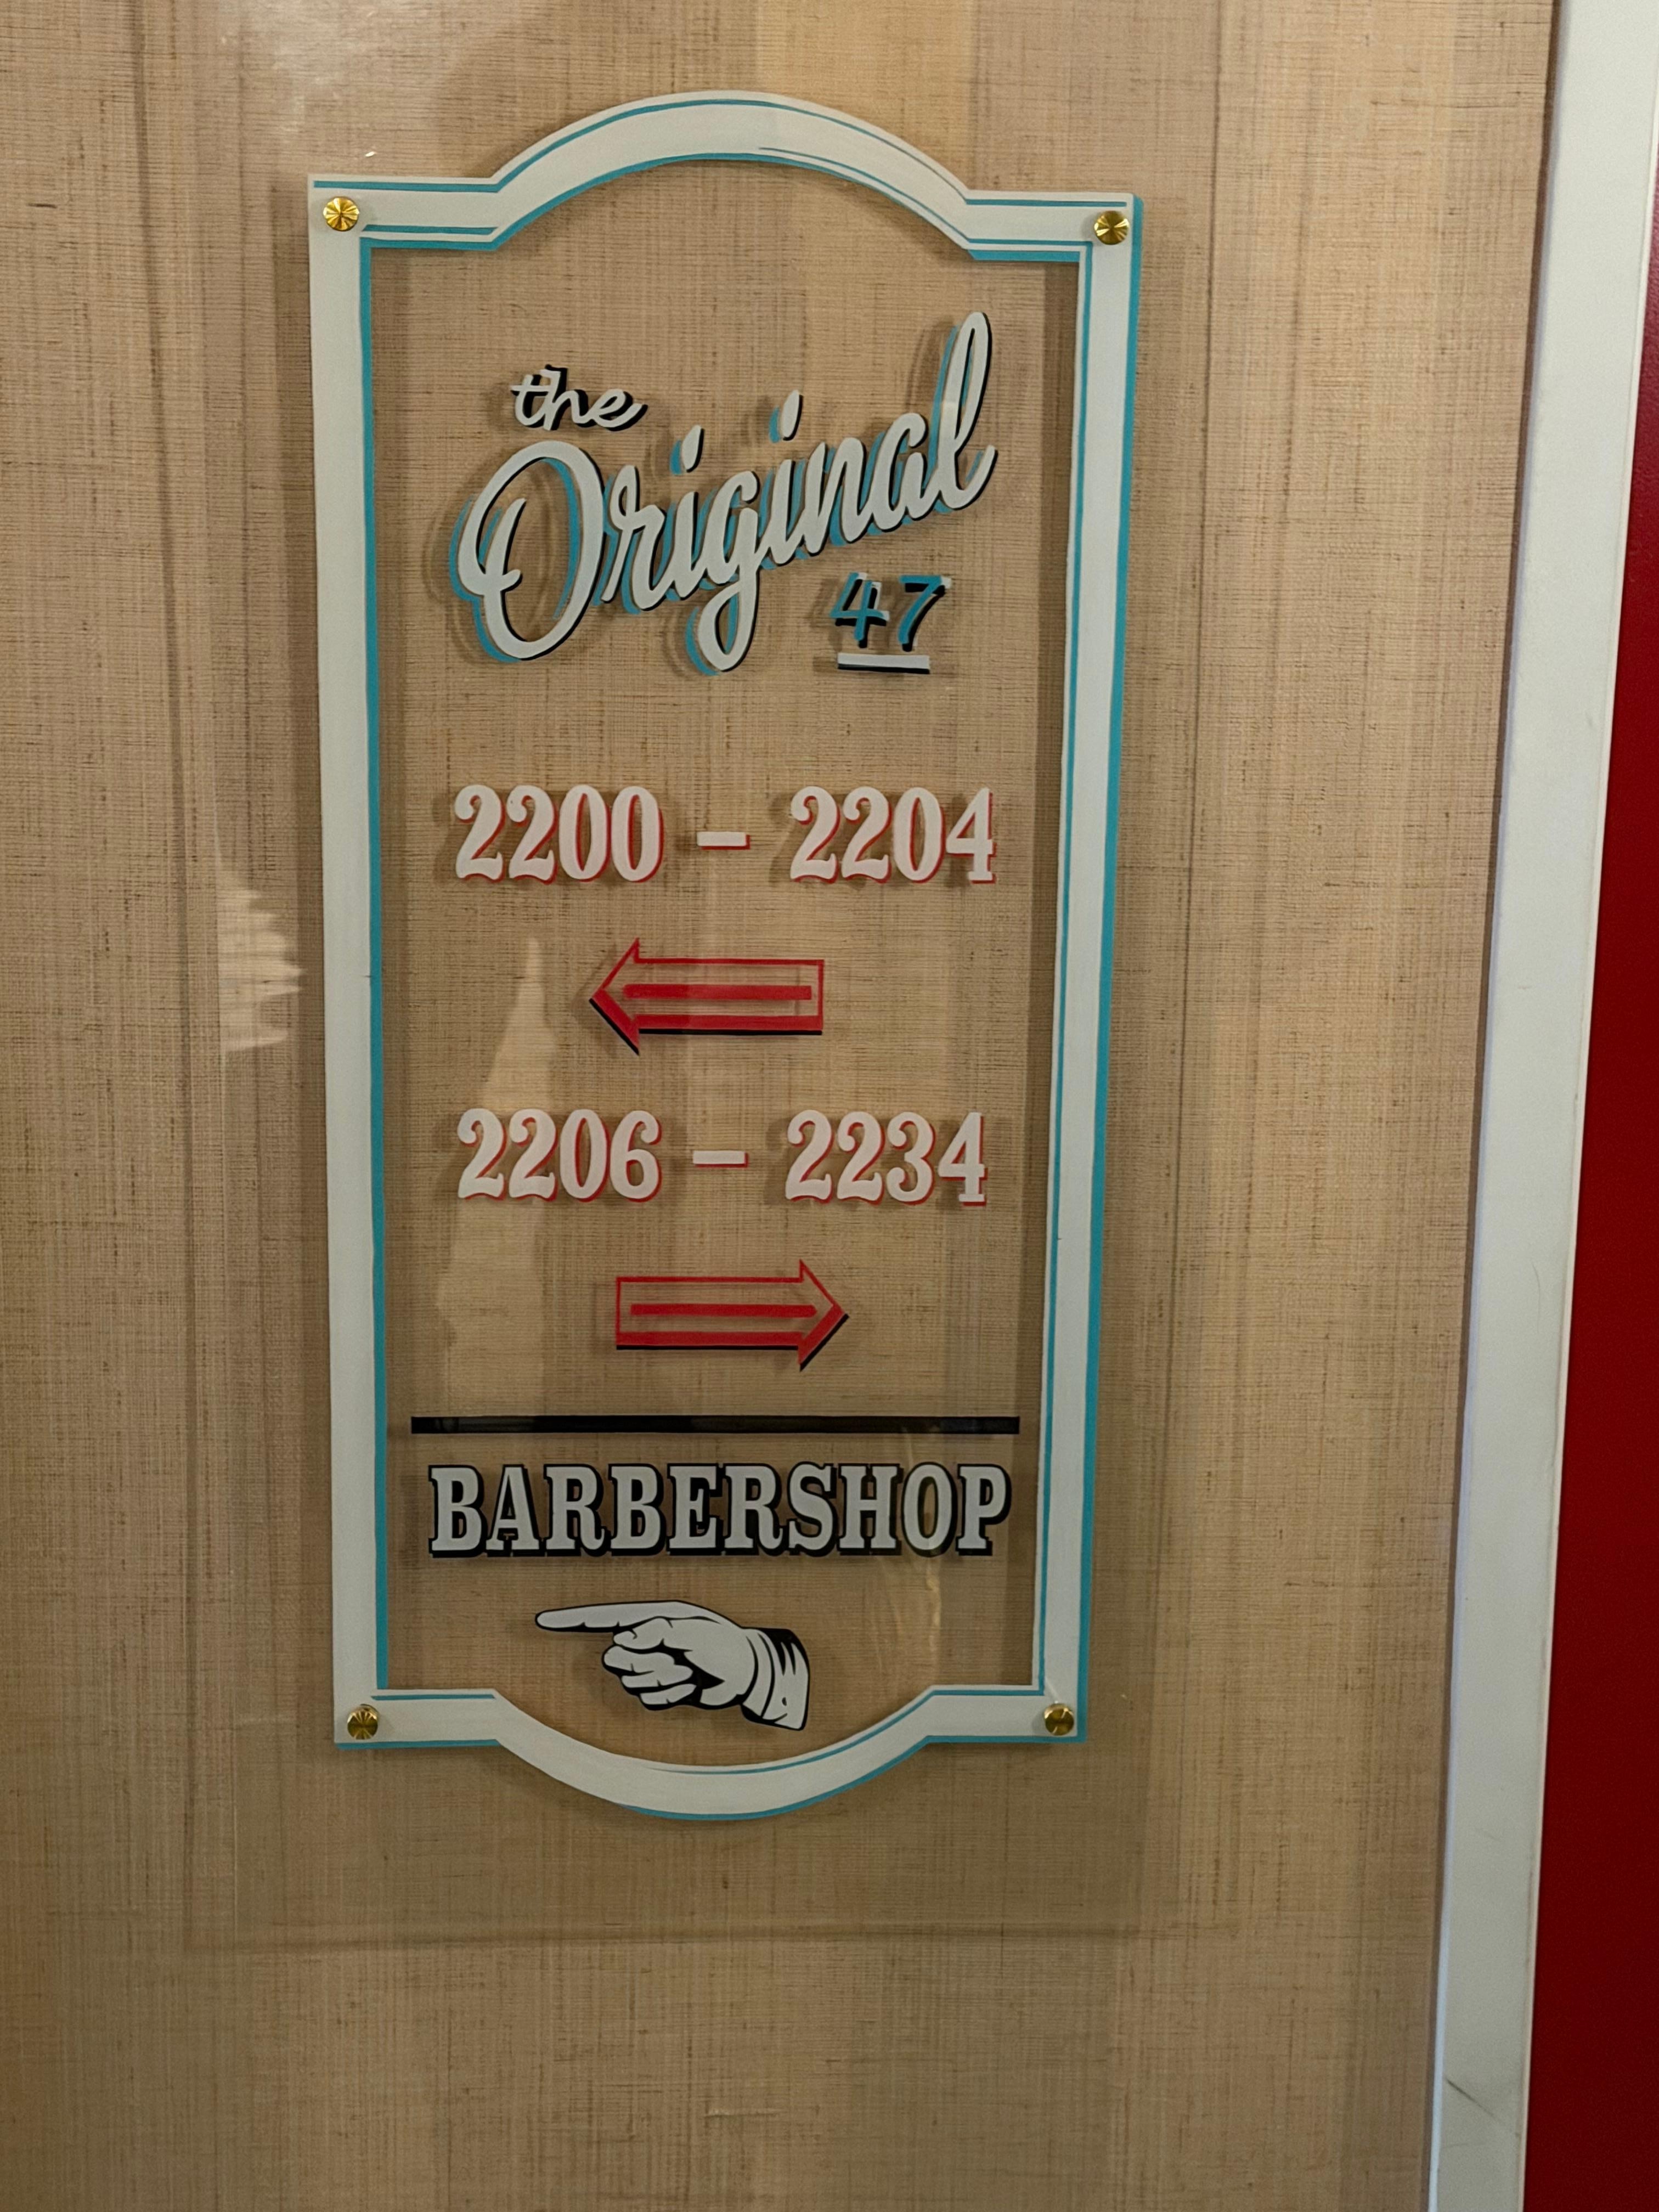 the
Original
47
2200 – 2204
2206 – 2234
BARBERSHOP